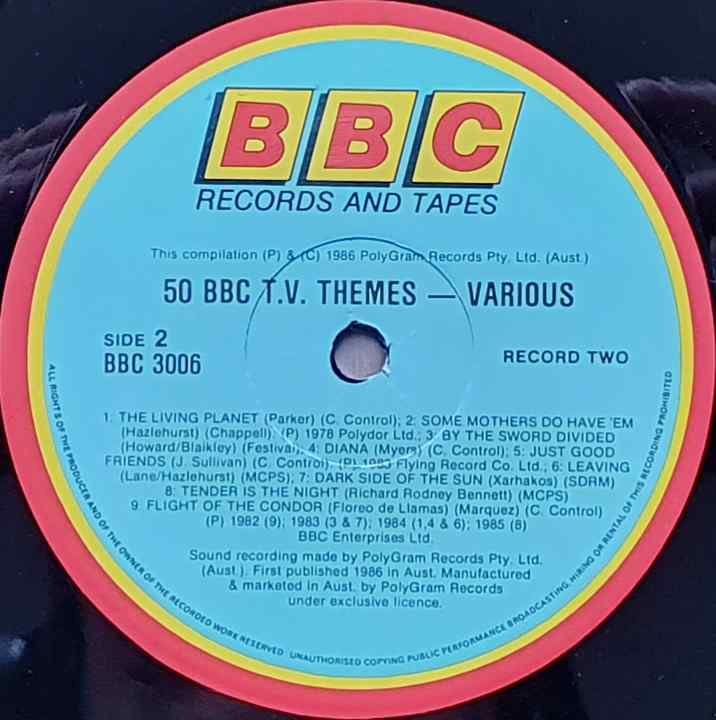 BBC
RECORDS AND TAPES
This compilation (P) & (C) 1986 PolyGram Records Pty. Ltd. (Aust.)
50 BBC T.V. THEMES — VARIOUS
SIDE 2
BBC 3006
RECORD TWO
1: THE LIVING PLANET (Parker) (C. Control); 2: SOME MOTHERS DO HAVE 'EM
(Hazlehurst) (Chappell): (P) 1978 Polydor Ltd.; 3: BY THE SWORD DIVIDED
(Howard/Blaikley) (Festival); 4: DIANA (Myers) (C. Control); 5: JUST GOOD
FRIENDS (J. Sullivan) (C. Control); (P) 1983 Flying Record Co. Ltd.; 6: LEAVING
(Lane/Hazlehurst) (MCPS); 7: DARK SIDE OF THE SUN (Xarhakos) (SDRM)
8: TENDER IS THE NIGHT (Richard Rodney Bennett) (MCPS)
9: FLIGHT OF THE CONDOR (Floreo de Llamas) (Marquez) (C. Control)
(P) 1982 (9); 1983 (3 & 7); 1984 (1,4 & 6); 1985 (8)
BBC Enterprises Ltd.
Sound recording made by PolyGram Records Pty. Ltd.
(Aust.). First published 1986 in Aust. Manufactured
& marketed in Aust. by PolyGram Records
under exclusive licence.
ALL RIGHTS OF THE PRODUCER AND OF THE OWNER OF THE RECORDED WORK RESERVED. UNAUTHORISED COPYING PUBLIC PERFORMANCE BROADCASTING, HIRING OR RENTAL OF THIS RECORDING PROHIBITED